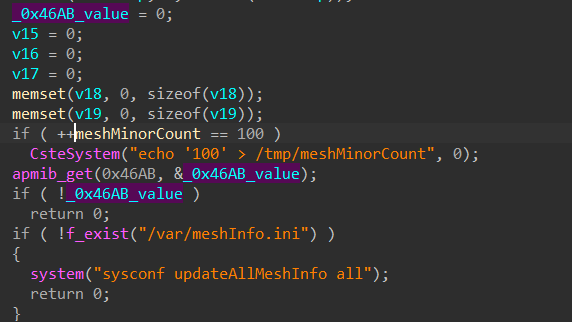 _0x46AB_value = 0;
v15 = 0;
v16 = 0;
v17 = 0;
memset(v18, 0, sizeof(v18));
memset(v19, 0, sizeof(v19));
if ( ++meshMinorCount == 100 )
CsteSystem("echo '100' > /tmp/meshMinorCount", 0);
apmib_get(0x46AB, &_0x46AB_value);
if ( !_0x46AB_value )
return 0;
if ( !f_exist("/var/meshInfo.ini") )
{
system("sysconf updateAllMeshInfo all");
return 0;
}